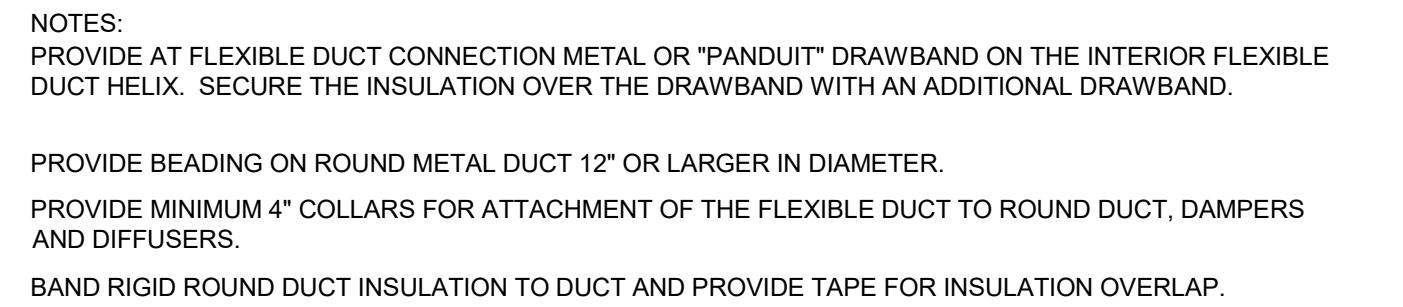 NOTES:
PROVIDE AT FLEXIBLE DUCT CONNECTION METAL OR "PANDUIT" DRAWBAND ON THE INTERIOR FLEXIBLE
DUCT HELIX.  SECURE THE INSULATION OVER THE DRAWBAND WITH AN ADDITIONAL DRAWBAND.
PROVIDE BEADING ON ROUND METAL DUCT 12" OR LARGER IN DIAMETER.
PROVIDE MINIMUM 4" COLLARS FOR ATTACHMENT OF THE FLEXIBLE DUCT TO ROUND DUCT, DAMPERS
AND DIFFUSERS.
BAND RIGID ROUND DUCT INSULATION TO DUCT AND PROVIDE TAPE FOR INSULATION OVERLAP.